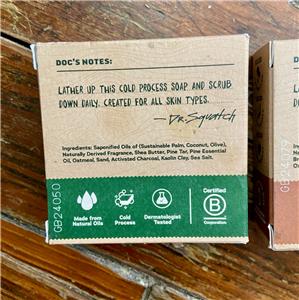 DOC'S NOTES:
LATHER UP THIS COLD PROCESS SOAP AND SCRUB
DOWN DAILY. CREATED FOR ALL SKIN TYPES.
—Dr. Squatch
Ingredients: Saponified Oils of (Sustainable Palm, Coconut, Olive),
Naturally Derived Fragrance, Shea Butter, Pine Tar, Pine Essential
Oil, Oatmeal, Sand, Activated Charcoal, Kaolin Clay, Sea Salt.
GB24050
Made from
Natural Oils
Cold
Process
Dermatologist
Tested
Certified
B
Corporation